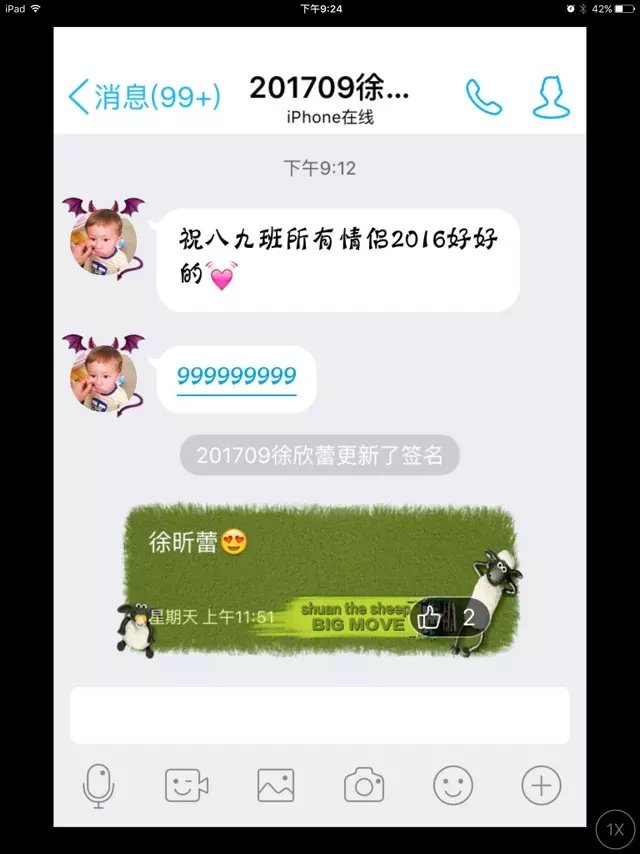 iPad
下午9:24
42%
消息(99+)
201709徐...
iPhone在线
下午9:12
祝八九班所有情侣2016好好
的💓
999999999
201709徐欣蕾更新了签名
徐昕蕾😍
星期天 上午11:51
shuan the sheep
BIG MOVE
2
1X